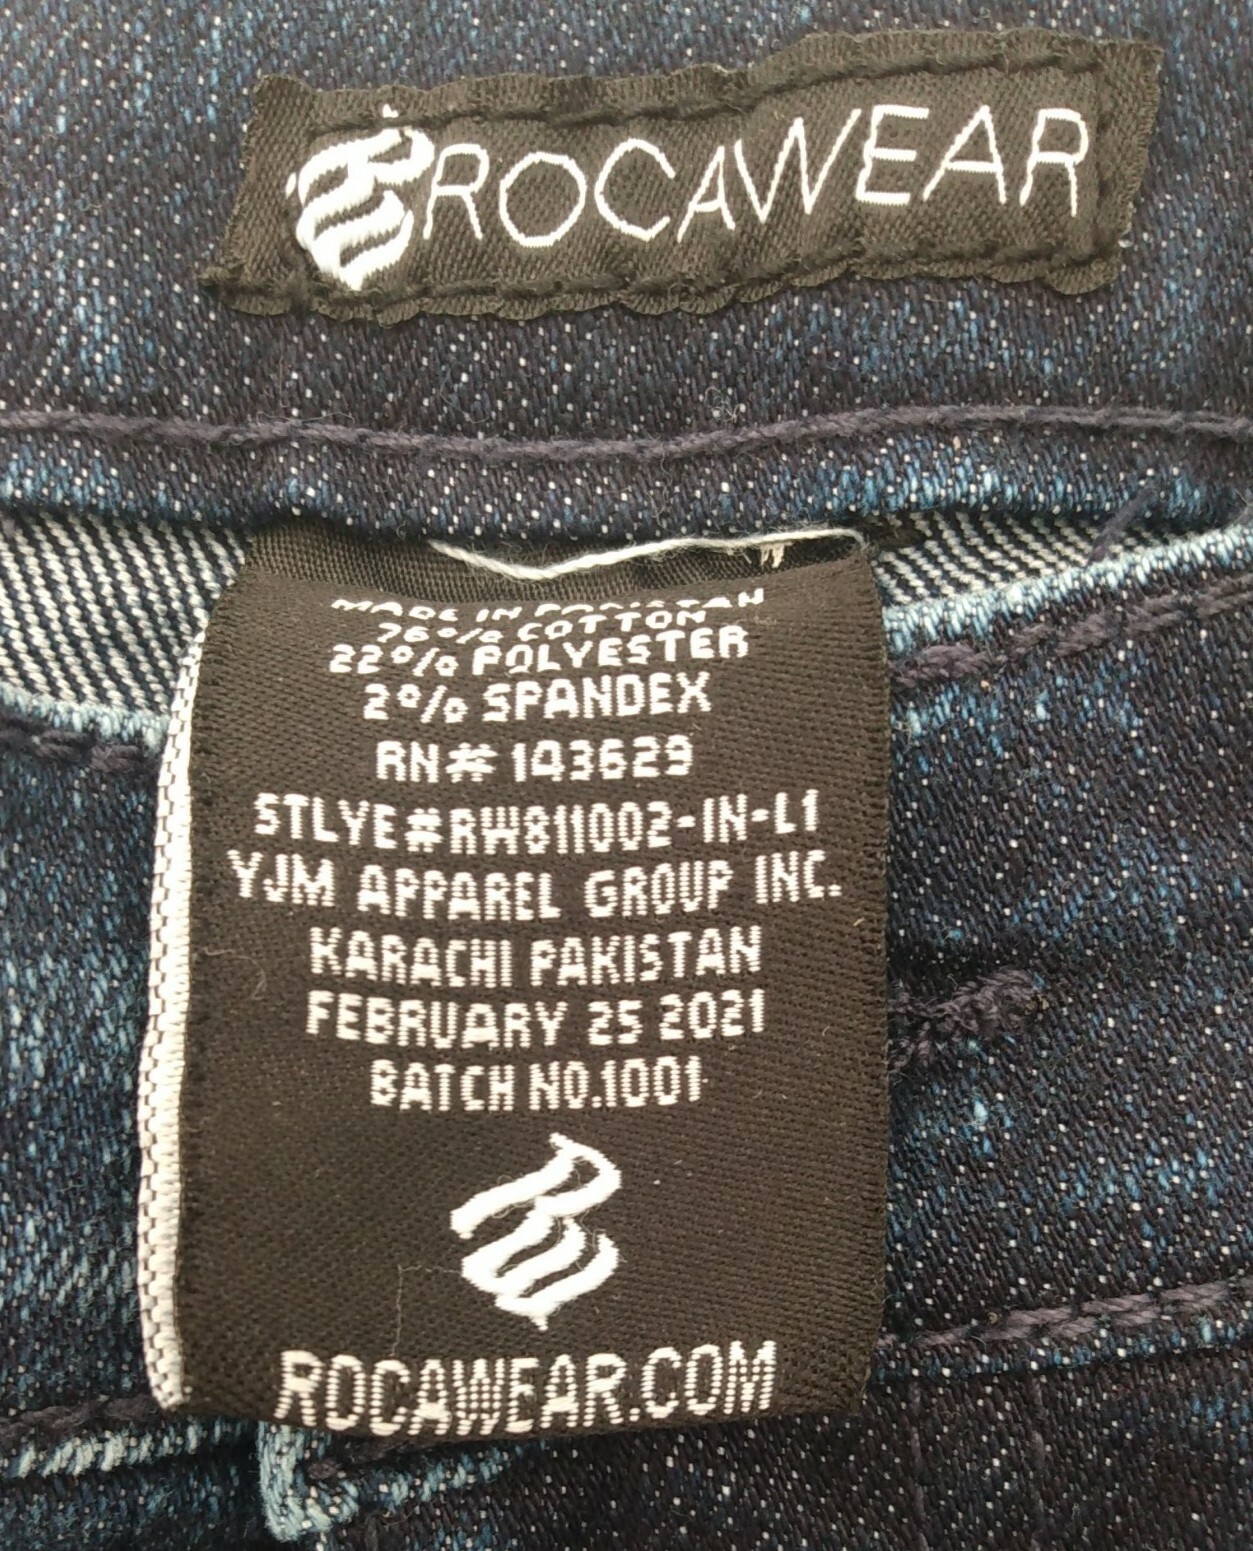 ROCAWEAR
MADE IN PAKISTAN
76% COTTON
22% POLYESTER
2% SPANDEX
RN# 143629
STLYE#RW811002-IN-L1
YJM APPAREL GROUP INC.
KARACHI PAKISTAN
FEBRUARY 25 2021
BATCH NO.1001
ROCAWEAR.COM